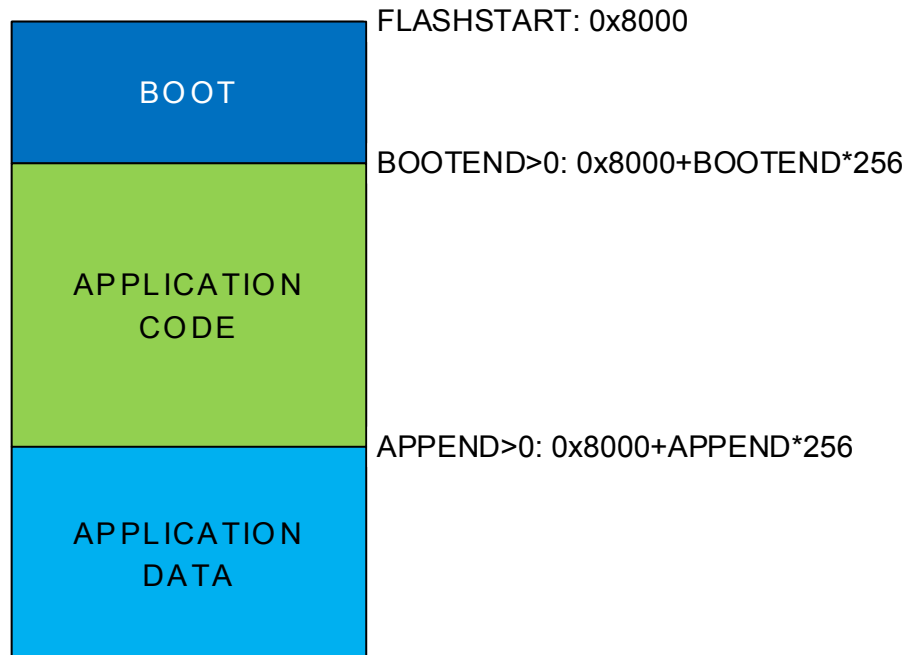 FLASHSTART: 0x8000
BOOT
BOOTEND>0: 0x8000+BOOTEND*256
APPLICATION
CODE
APPEND>0: 0x8000+APPEND*256
APPLICATION
DATA